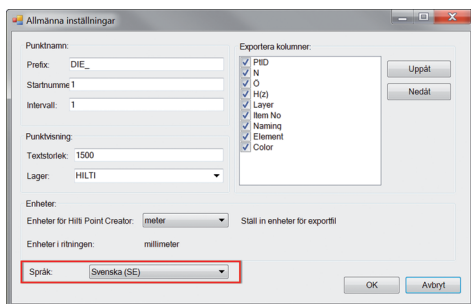 Allmänna inställningar
Punktnamn:
Prefix: DIE_
Startnumme 1
Intervall: 1
Punktvisning:
Textstorlek: 1500
Lager: HILTI
Exportera kolumner:
PtID
N
Ö
H(z)
Layer
Item No
Naming
Element
Color
Uppåt
Nedåt
Enheter:
Enheter för Hilti Point Creator: meter Ställ in enheter för exportfil
Enheter i ritningen: millimeter
Språk: Svenska (SE)
OK Avbryt